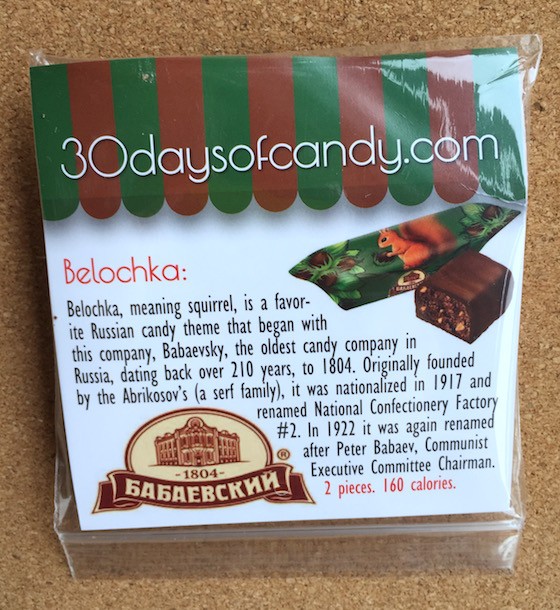 30daysofcandy.com
Belochka:
Belochka, meaning squirrel, is a favor-
ite Russian candy theme that began with
this company, Babaevsky, the oldest candy company in
Russia, dating back over 210 years, to 1804. Originally founded
by the Abrikosov's (a serf family), it was nationalized in 1917 and
renamed National Confectionery Factory
#2. In 1922 it was again renamed
after Peter Babaev, Communist
Executive Committee Chairman.
2 pieces. 160 calories.
-1804-
БАБАЕВСКИЙ ®